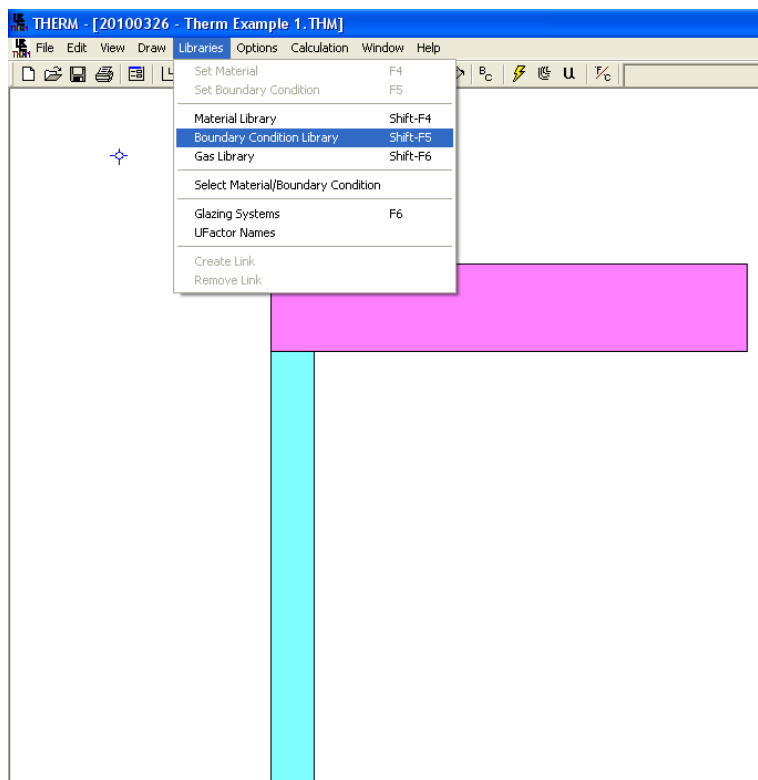 THERM - [20100326 - Therm Example 1.THM]
File Edit View Draw Libraries Options Calculation Window Help
Set Material F4
Set Boundary Condition F5
Material Library Shift-F4
Boundary Condition Library Shift-F5
Gas Library Shift-F6
Select Material/Boundary Condition
Glazing Systems F6
UFactor Names
Create Link
Remove Link